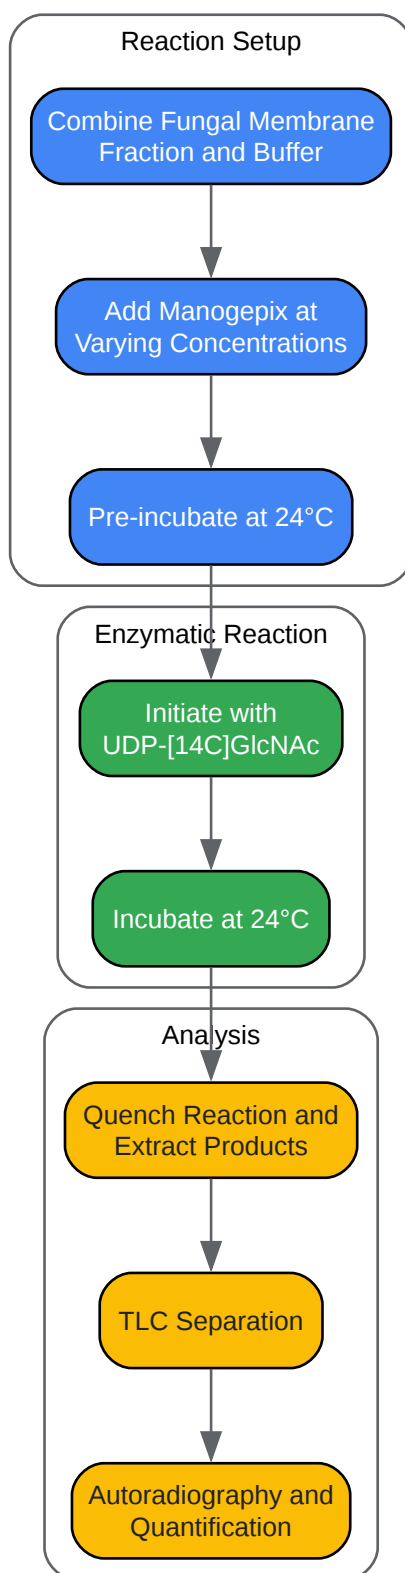 Reaction Setup
Combine Fungal Membrane
Fraction and Buffer
Add Manogepix at
Varying Concentrations
Pre-incubate at 24°C
Enzymatic Reaction
Initiate with
UDP-[14C]GlcNAc
Incubate at 24°C
Analysis
Quench Reaction and
Extract Products
TLC Separation
Autoradiography and
Quantification